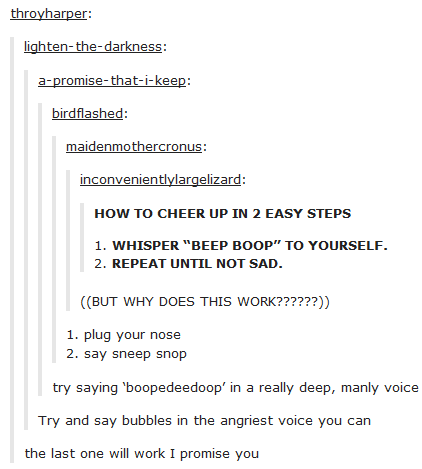 throyharper:
lighten-the-darkness:
a-promise-that-i-keep:
birdflashed:
maidenmothercronus:
inconvenientlylargelizard:
HOW TO CHEER UP IN 2 EASY STEPS
1. WHISPER “BEEP BOOP” TO YOURSELF.
2. REPEAT UNTIL NOT SAD.
((BUT WHY DOES THIS WORK??????))
1. plug your nose
2. say sneep snop
try saying ‘boopedeedoop’ in a really deep, manly voice
Try and say bubbles in the angriest voice you can
the last one will work I promise you